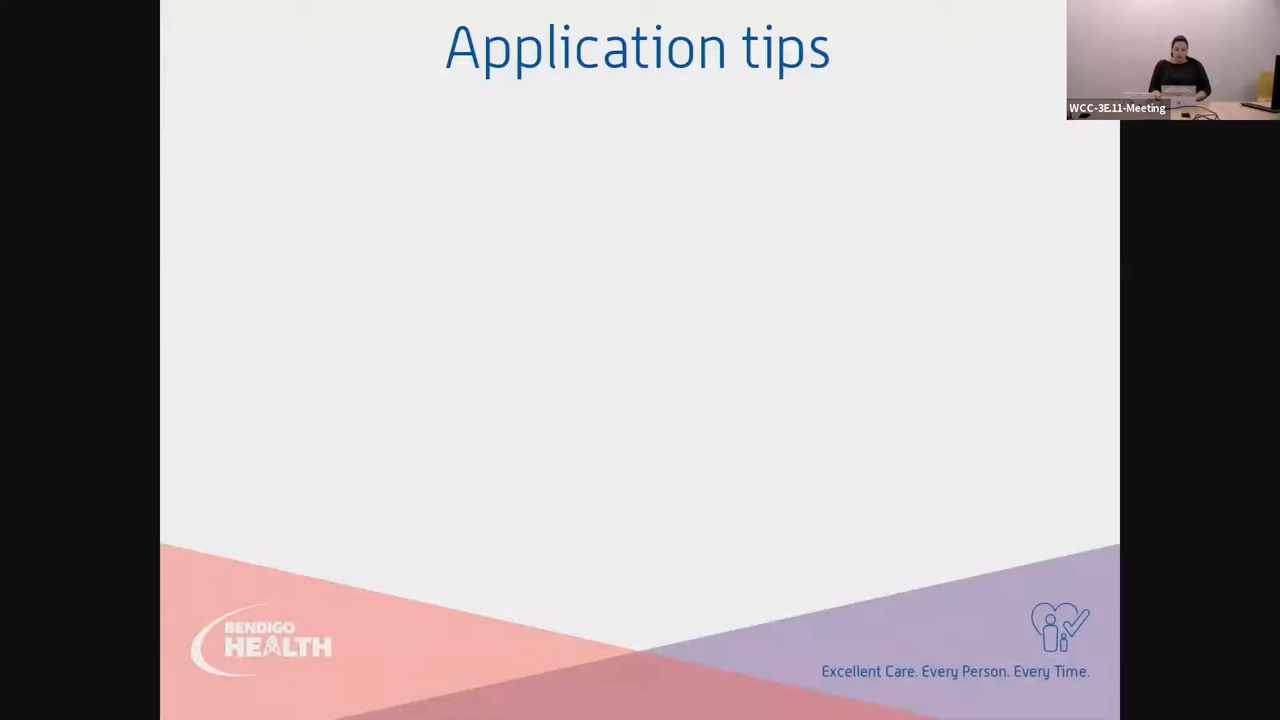 Application tips
WCC-3E.11-Meeting
BENDIGO
HEALTH
Excellent Care. Every Person. Every Time.